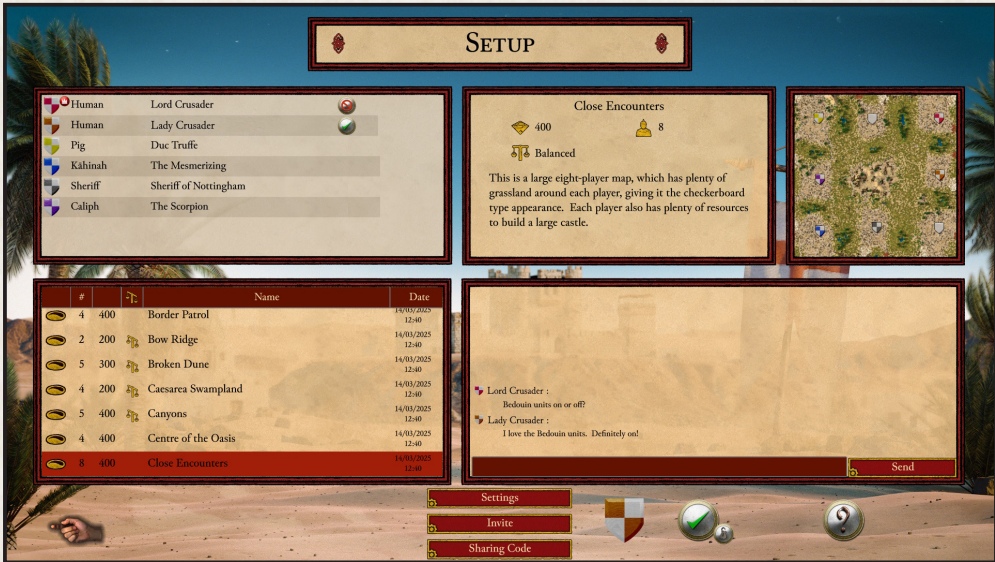 Setup
Human Lord Crusader
Human Lady Crusader
Pig Duc Truffe
Kāhinah The Mesmerizing
Sheriff Sheriff of Nottingham
Caliph The Scorpion
Close Encounters
400 8
Balanced
This is a large eight-player map, which has plenty of
grassland around each player, giving it the checkerboard
type appearance. Each player also has plenty of resources
to build a large castle.
# Name Date
4 400 Border Patrol 14/03/2025
12:40
2 200 Bow Ridge 14/03/2025
12:40
5 300 Broken Dune 14/03/2025
12:40
4 200 Caesarea Swampland 14/03/2025
12:40
5 400 Canyons 14/03/2025
12:40
4 400 Centre of the Oasis 14/03/2025
12:40
8 400 Close Encounters 14/03/2025
12:40
Lord Crusader :
Bedouin units on or off?
Lady Crusader :
I love the Bedouin units. Definitely on!
Send
Settings
Invite
Sharing Code
?